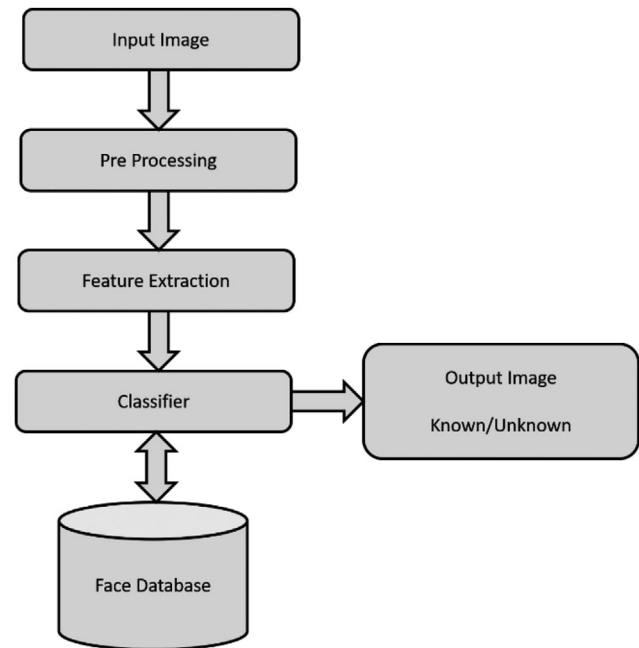 Input Image
Pre Processing
Feature Extraction
Classifier
Output Image
Known/Unknown
Face Database